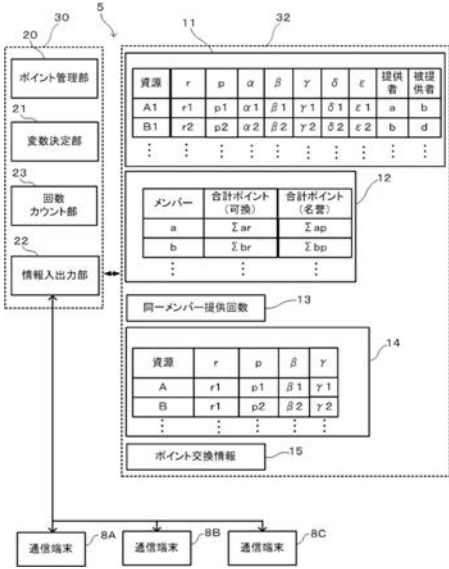 5
30
20
ポイント管理部
21
変数決定部
23
回数
カウント部
22
情報入出力部
32
11
資源 r p α β γ δ ε 提供者 被提供者
A1 r1 p1 α1 β1 γ1 δ1 ε1 a b
B1 r2 p2 α2 β2 γ2 δ2 ε2 b d
12
メンバー 合計ポイント(可換) 合計ポイント(名誉)
a Σar Σap
b Σbr Σbp
同一メンバー提供回数
13
14
資源 r p β γ
A r1 p1 β1 γ1
B r1 p2 β2 γ2
ポイント交換情報
15
通信端末
8A
通信端末
8B
通信端末
8C